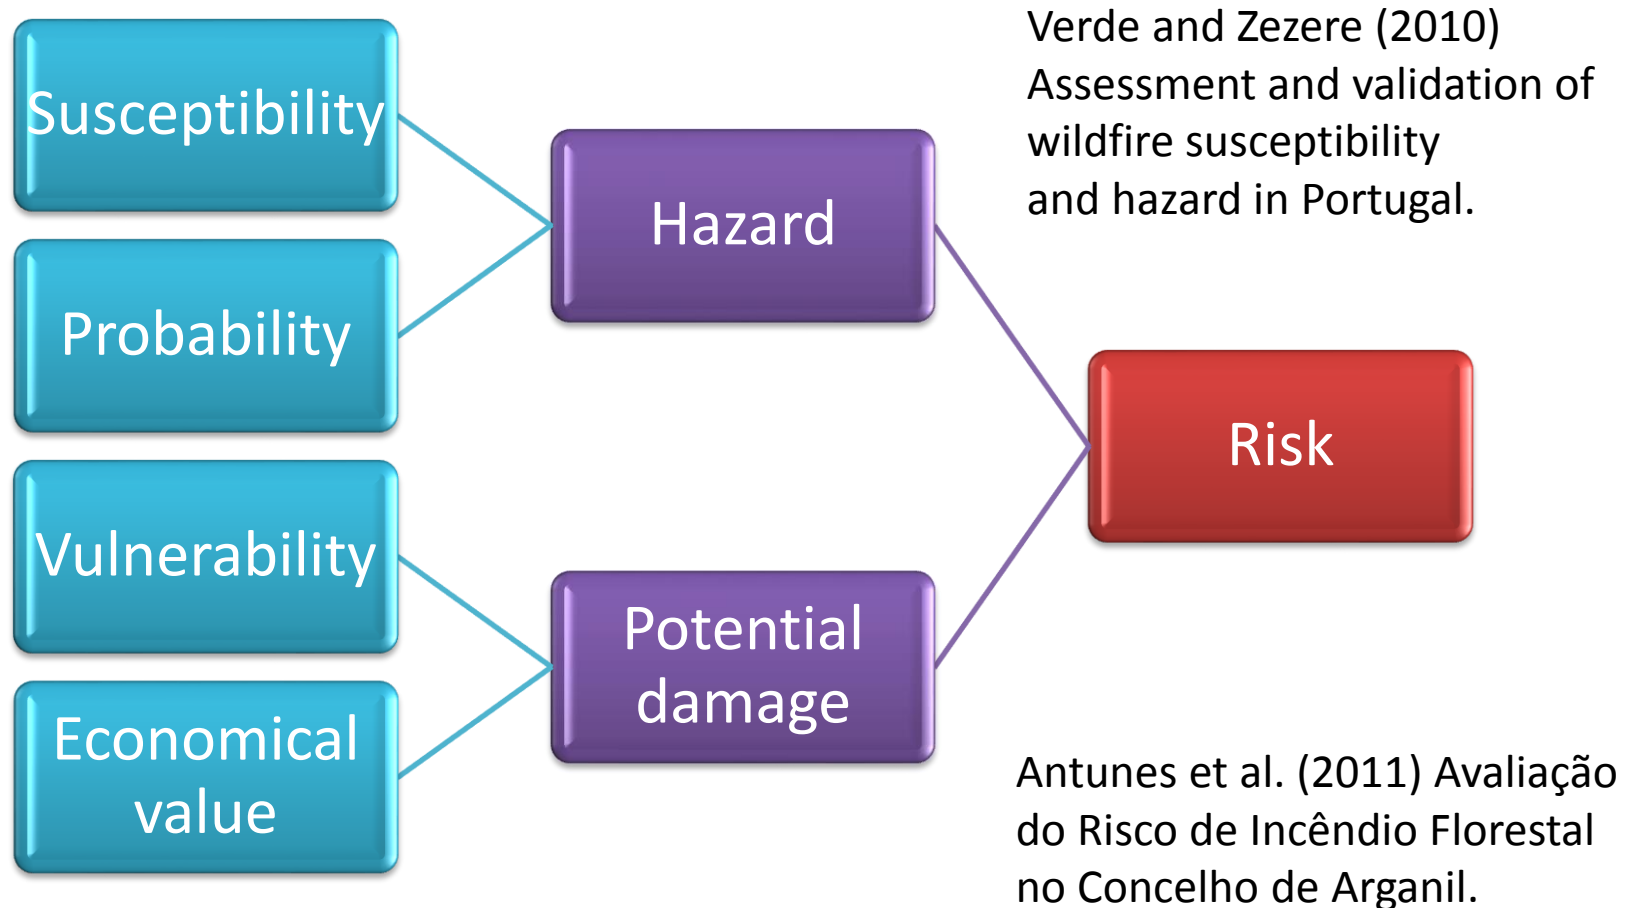 Susceptibility
Probability
Vulnerability
Economical
value
Hazard
Potential
damage
Risk
Verde and Zezere (2010)
Assessment and validation of
wildfire susceptibility
and hazard in Portugal.
Antunes et al. (2011) Avaliação
do Risco de Incêndio Florestal
no Concelho de Arganil.